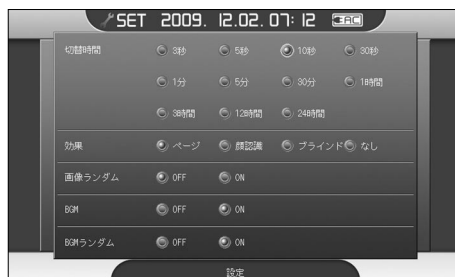 SET 2009. 12.02. 07: 12 AC
切替時間 3秒 5秒 10秒 30秒
1分 5分 30分 1時間
3時間 12時間 24時間
効果 ページ 顔認識 ブラインド なし
画像ランダム OFF ON
BGM OFF ON
BGMランダム OFF ON
設定